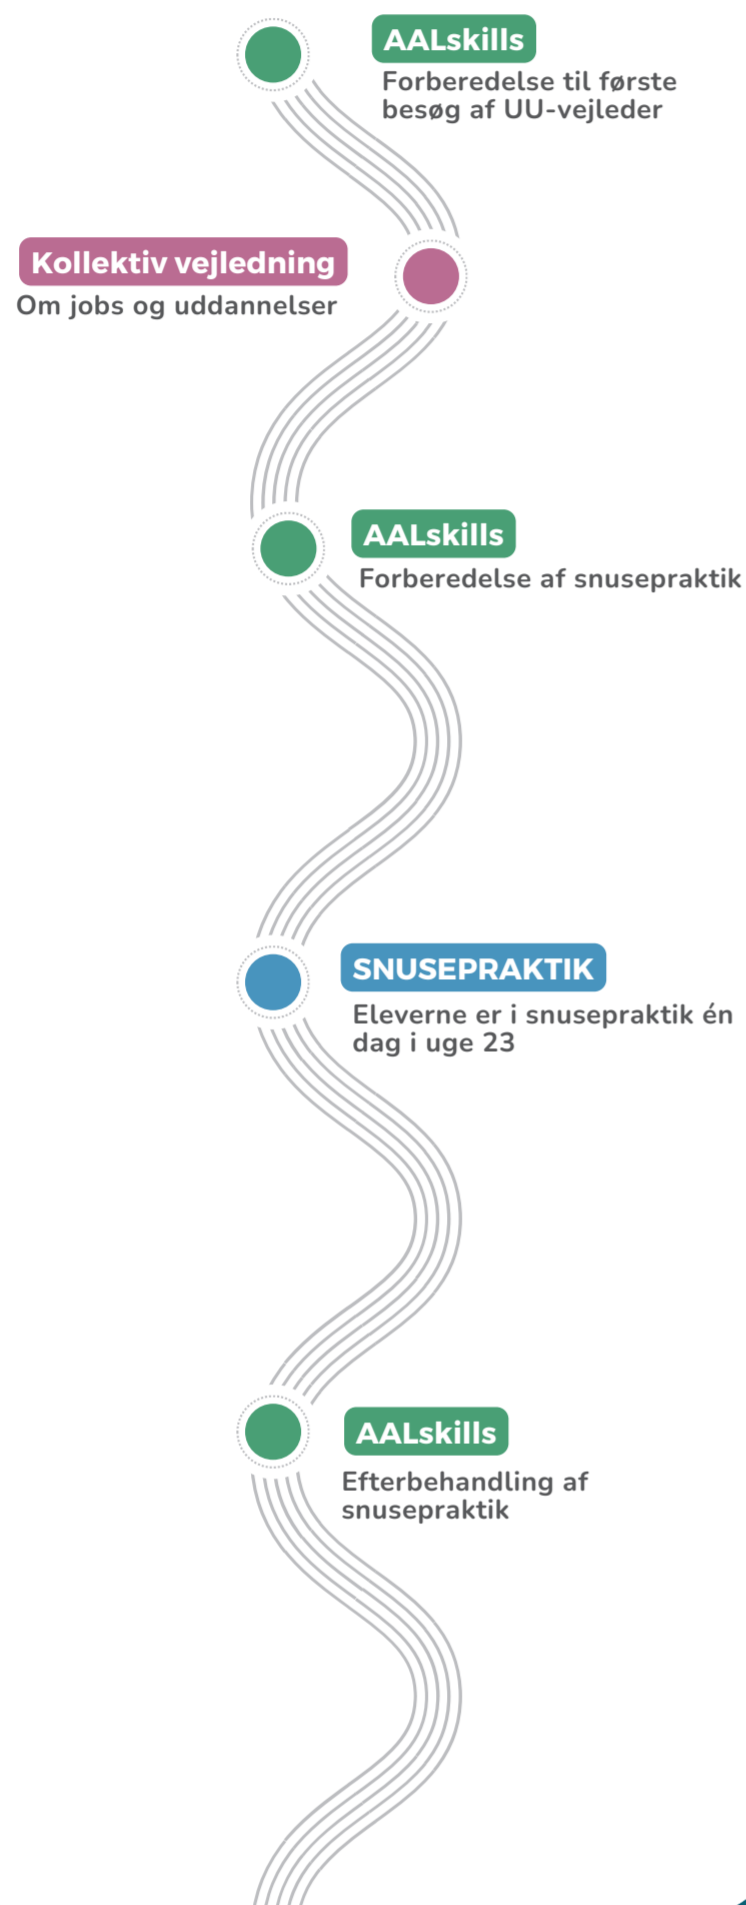 AALskills
Forberedelse til første
besøg af UU-vejleder
Kollektiv vejledning
Om jobs og uddannelser
AALskills
Forberedelse af snusepraktik
SNUSEPRAKTIK
Eleverne er i snusepraktik én
dag i uge 23
AALskills
Efterbehandling af
snusepraktik